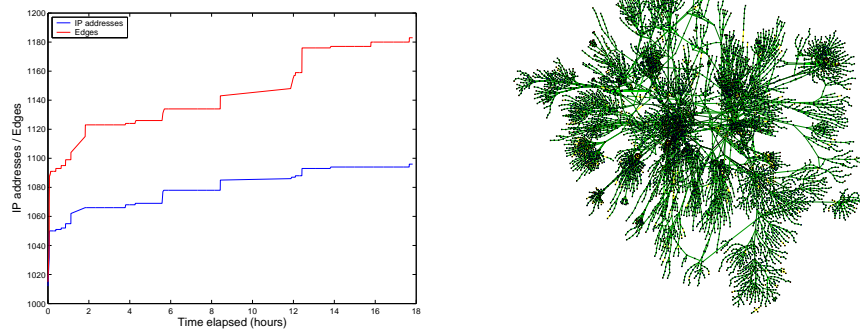 IP addresses
Edges
1200
1180
1160
1140
1120
1100
1080
1060
1040
1020
1000
IP addresses / Edges
0 2 4 6 8 10 12 14 16 18
Time elapsed (hours)